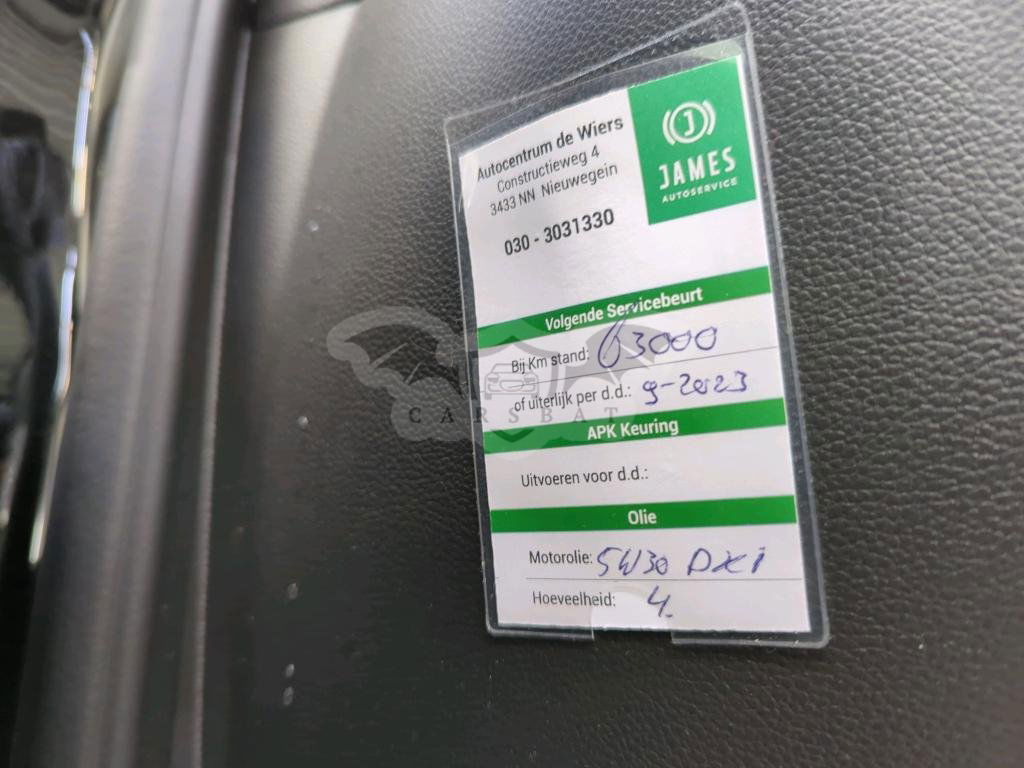 Autocentrum de Wiers
Constructieweg 4
3433 NN Nieuwegein
030 - 3031330
J
JAMES
AUTOSERVICE
Volgende Servicebeurt
Bij Km stand: 63000
of uiterlijk per d.d.: 9-2023
CARSBAT
APK Keuring
Uitvoeren voor d.d.:
Olie
Motorolie: 5W30 DX1
Hoeveelheid: 4.